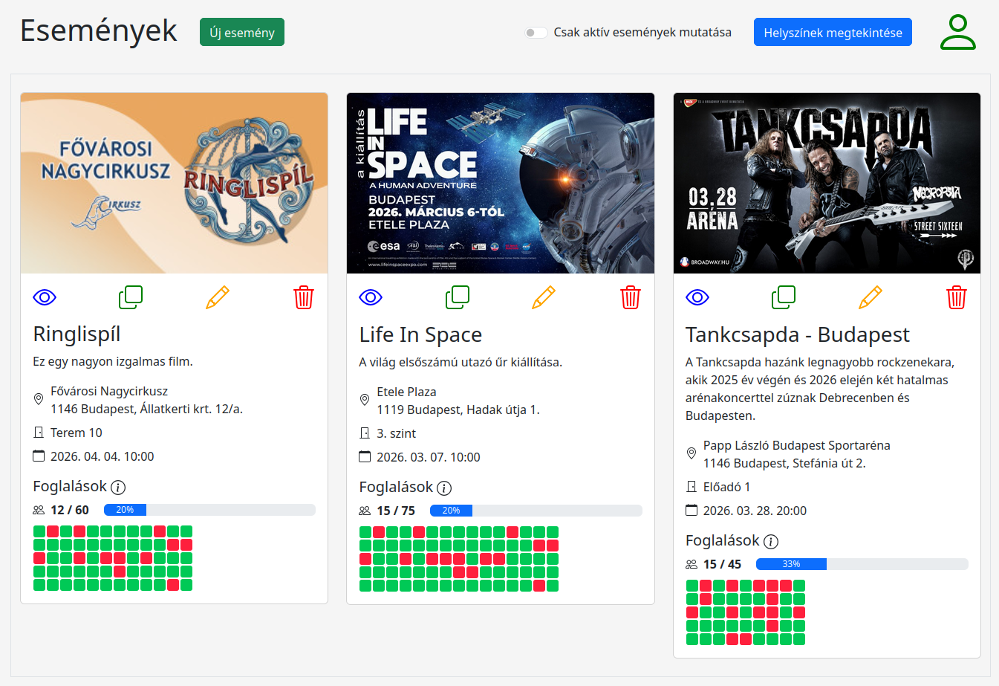 Események
Új esemény
Csak aktív események mutatása
Helyszínek megtekintése
FŐVÁROSI
NAGYCIRKUSZ
CIRKUSZ
RINGLISPÍL
Ringlispíl
Ez egy nagyon izgalmas film.
Fővárosi Nagycirkusz
1146 Budapest, Állatkerti krt. 12/a.
Terem 10
2026. 04. 04. 10:00
Foglalások
12 / 60
20%
a kiállítás
LIFE
IN
SPACE
A HUMAN ADVENTURE
BUDAPEST
2026. MÁRCIUS 6-TÓL
ETELE PLAZA
esa
www.lifeinspaceexpo.com
Life In Space
A világ elsőszámú utazó űr kiállítása.
Etele Plaza
1119 Budapest, Hadak útja 1.
3. szint
2026. 03. 07. 10:00
Foglalások
15 / 75
20%
MOL
TANKCSAPDA
03.28
ARÉNA
NECROPSIA
STREET SIXTEEN
BROADWAY.HU
Tankcsapda - Budapest
A Tankcsapda hazánk legnagyobb rockzenekara,
akik 2025 év végén és 2026 elején két hatalmas
arénakoncerttel zúznak Debrecenben és
Budapesten.
Papp László Budapest Sportaréna
1146 Budapest, Stefánia út 2.
Előadó 1
2026. 03. 28. 20:00
Foglalások
15 / 45
33%